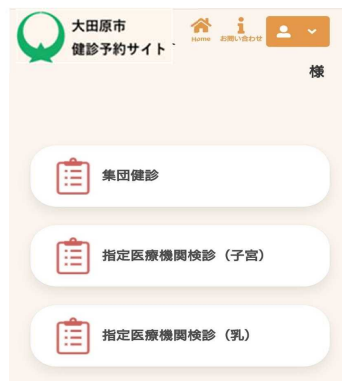 大田原市
健診予約サイト
Home
お問い合わせ
様
集団健診
指定医療機関検診（子宮）
指定医療機関検診（乳）